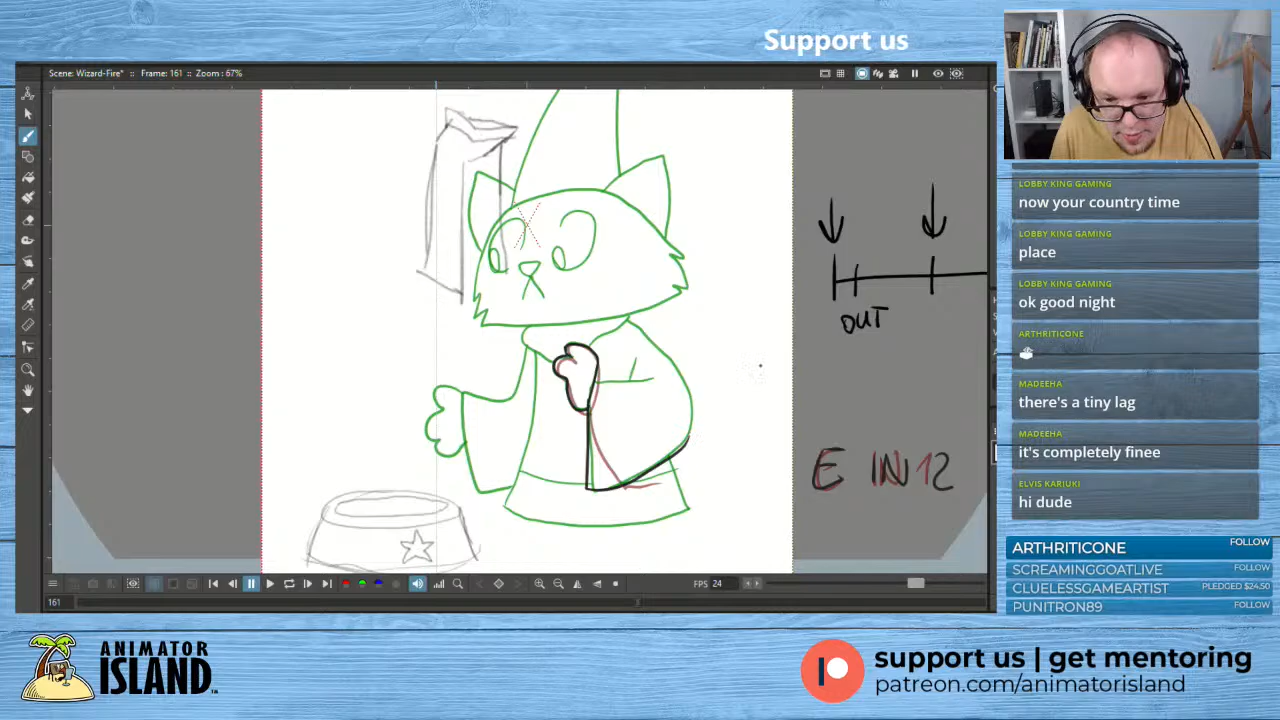 Support us
Scene: Wizard-Fire* :: Frame: 161 :: Zoom: 67%
OUT
E IN 12
LOBBY KING GAMING
now your country time
LOBBY KING GAMING
place
LOBBY KING GAMING
ok good night
ARTHRITICONE
MADEEHA
there's a tiny lag
MADEEHA
it's completely finee
ELVIS KARIUKI
hi dude
ARTHRITICONE FOLLOW
SCREAMINGGOATLIVE FOLLOW
CLUELESSGAMEARTIST PLEDGED $24.50
PUNITRON89 FOLLOW
FPS 24
161
ANIMATOR
ISLAND™
support us | get mentoring
patreon.com/animatorisland